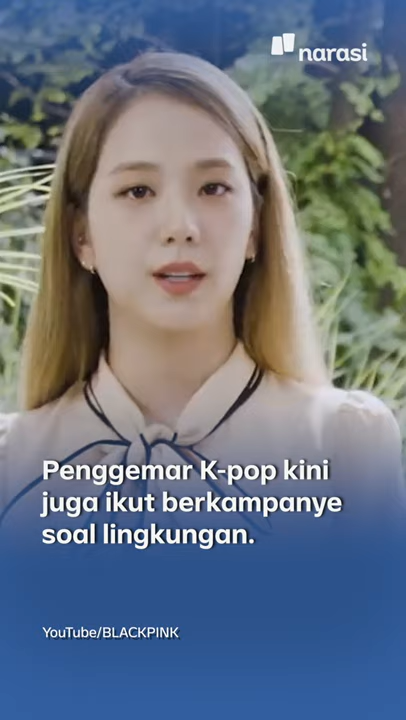 narasi
Penggemar K-pop kini
juga ikut berkampanye
soal lingkungan.
YouTube/BLACKPINK